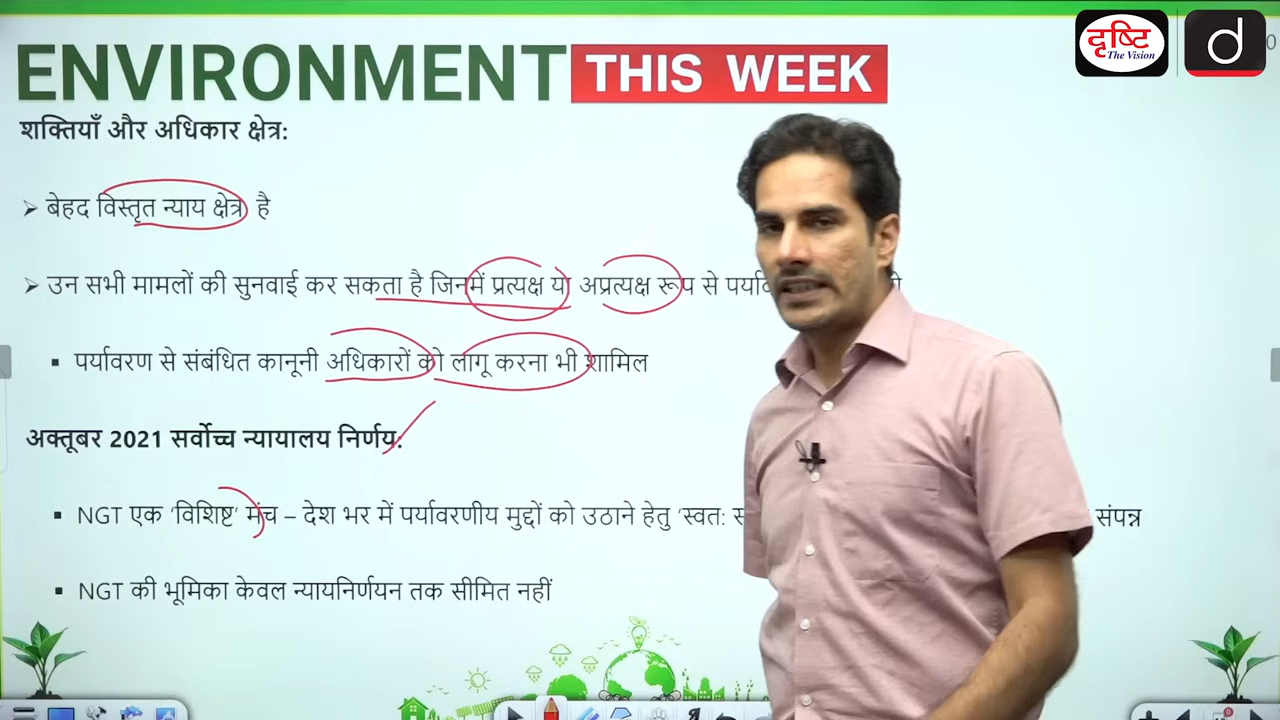 ENVIRONMENT THIS WEEK
दृष्टि
The Vision
d
शक्तियाँ और अधिकार क्षेत्र:
➢ बेहद विस्तृत न्याय क्षेत्र है
➢ उन सभी मामलों की सुनवाई कर सकता है जिनमें प्रत्यक्ष या अप्रत्यक्ष रूप से
▪ पर्यावरण से संबंधित कानूनी अधिकारों को लागू करना भी शामिल
अक्तूबर 2021 सर्वोच्च न्यायालय निर्णय:
▪ NGT एक ‘विशिष्ट’ मंच – देश भर में पर्यावरणीय मुद्दों को उठाने हेतु ‘स्वत: संपन्न
▪ NGT की भूमिका केवल न्यायनिर्णयन तक सीमित नहीं